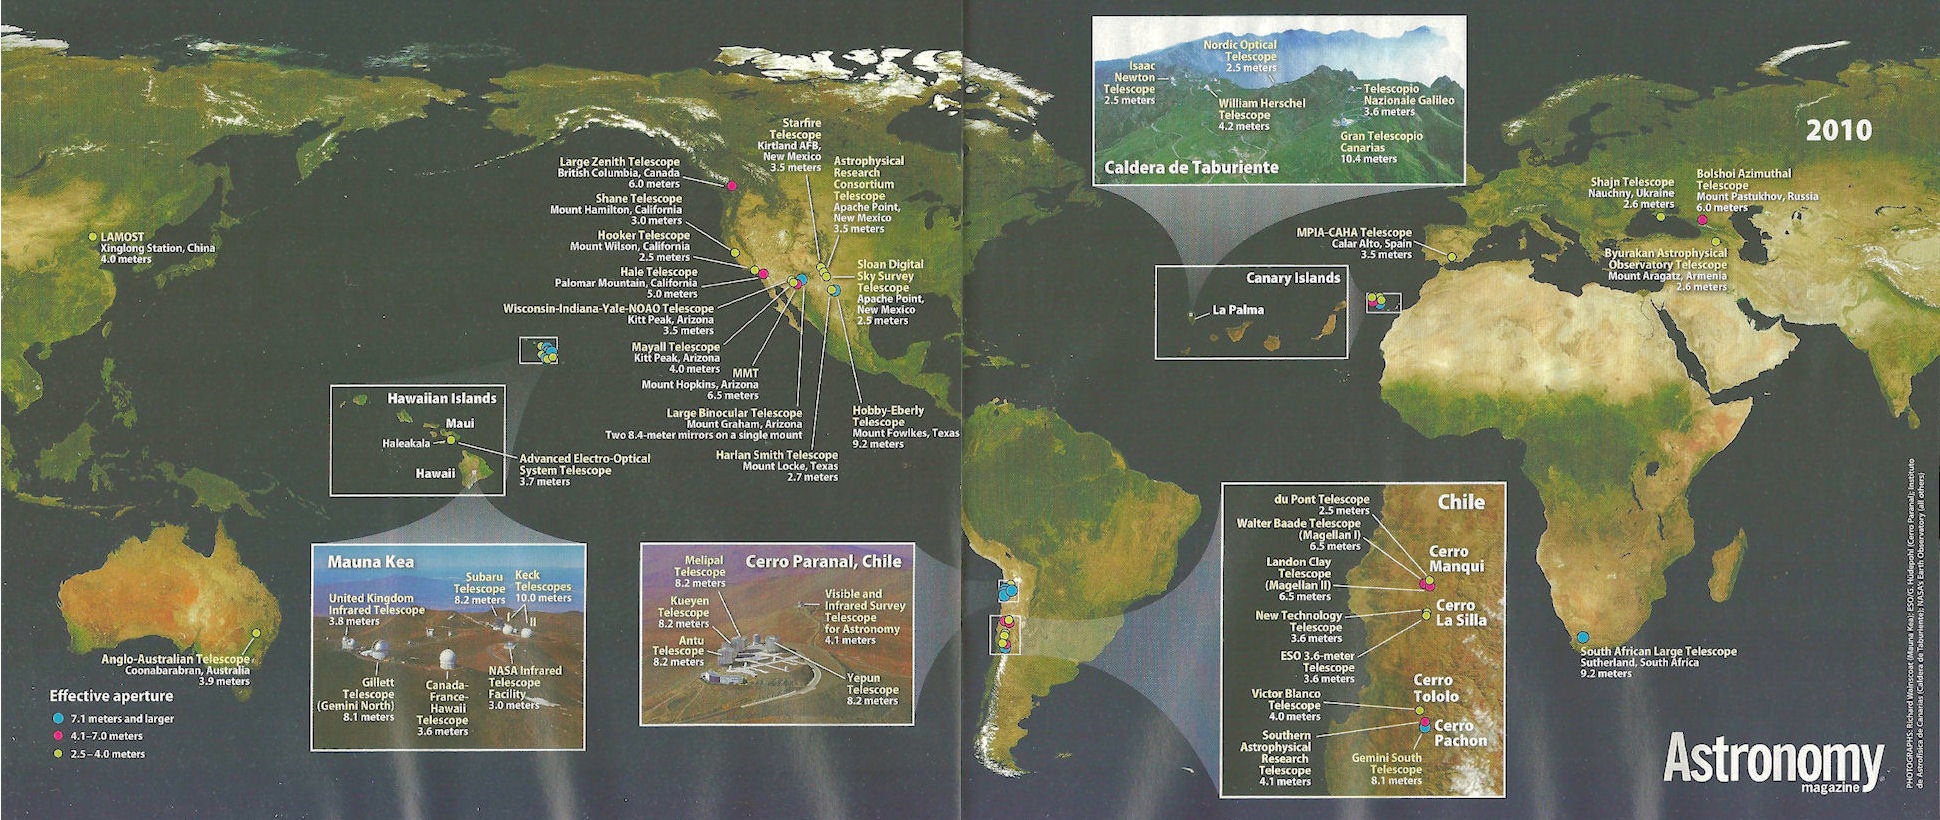 2010
Nordic Optical
Telescope
2.5 meters
Isaac
Newton
Telescope
2.5 meters
William Herschel
Telescope
4.2 meters
Telescopio
Nazionale Galileo
3.6 meters
Gran Telescopio
Canarias
10.4 meters
Caldera de Taburiente
Canary Islands
La Palma
LAMOST
Xinglong Station, China
4.0 meters
Large Zenith Telescope
British Columbia, Canada
6.0 meters
Shane Telescope
Mount Hamilton, California
3.0 meters
Hooker Telescope
Mount Wilson, California
2.5 meters
Hale Telescope
Palomar Mountain, California
5.0 meters
Wisconsin-Indiana-Yale-NOAO Telescope
Kitt Peak, Arizona
3.5 meters
Mayall Telescope
Kitt Peak, Arizona
4.0 meters
MMT
Mount Hopkins, Arizona
6.5 meters
Large Binocular Telescope
Mount Graham, Arizona
Two 8.4-meter mirrors on a single mount
Harlan Smith Telescope
Mount Locke, Texas
2.7 meters
Starfire
Telescope
Kirtland AFB,
New Mexico
3.5 meters
Astrophysical
Research
Consortium
Telescope
Apache Point,
New Mexico
3.5 meters
Sloan Digital
Sky Survey
Telescope
Apache Point,
New Mexico
2.5 meters
Hobby-Eberly
Telescope
Mount Fowlkes, Texas
9.2 meters
MPIA-CAHA Telescope
Calar Alto, Spain
3.5 meters
Shajn Telescope
Nauchny, Ukraine
2.6 meters
Bolshoi Azimuthal
Telescope
Mount Pastukhov, Russia
6.0 meters
Byurakan Astrophysical
Observatory Telescope
Mount Aragatz, Armenia
2.6 meters
Hawaiian Islands
Maui
Haleakala
Hawaii
Advanced Electro-Optical
System Telescope
3.7 meters
Mauna Kea
United Kingdom
Infrared Telescope
3.8 meters
Subaru
Telescope
8.2 meters
Keck
Telescopes
10.0 meters
I
II
Gillett
Telescope
(Gemini North)
8.1 meters
Canada-
France-
Hawaii
Telescope
3.6 meters
NASA Infrared
Telescope
Facility
3.0 meters
Cerro Paranal, Chile
Melipal
Telescope
8.2 meters
Kueyen
Telescope
8.2 meters
Antu
Telescope
8.2 meters
Visible and
Infrared Survey
Telescope
for Astronomy
4.1 meters
Yepun
Telescope
8.2 meters
Chile
du Pont Telescope
2.5 meters
Walter Baade Telescope
(Magellan I)
6.5 meters
Landon Clay
Telescope
(Magellan II)
6.5 meters
New Technology
Telescope
3.6 meters
ESO 3.6-meter
Telescope
3.6 meters
Victor Blanco
Telescope
4.0 meters
Southern
Astrophysical
Research
Telescope
4.1 meters
Gemini South
Telescope
8.1 meters
Cerro
Manqui
Cerro
La Silla
Cerro
Tololo
Cerro
Pachon
South African Large Telescope
Sutherland, South Africa
9.2 meters
Anglo-Australian Telescope
Coonabarabran, Australia
3.9 meters
Effective aperture
7.1 meters and larger
4.1–7.0 meters
2.5–4.0 meters
Astronomy
magazine
PHOTOGRAPHS: Richard Wainscoat (Mauna Kea); ESO/G. Hüdepohl (Cerro Paranal); Instituto
de Astrofísica de Canarias (Caldera de Taburiente); NASA's Earth Observatory (all others)